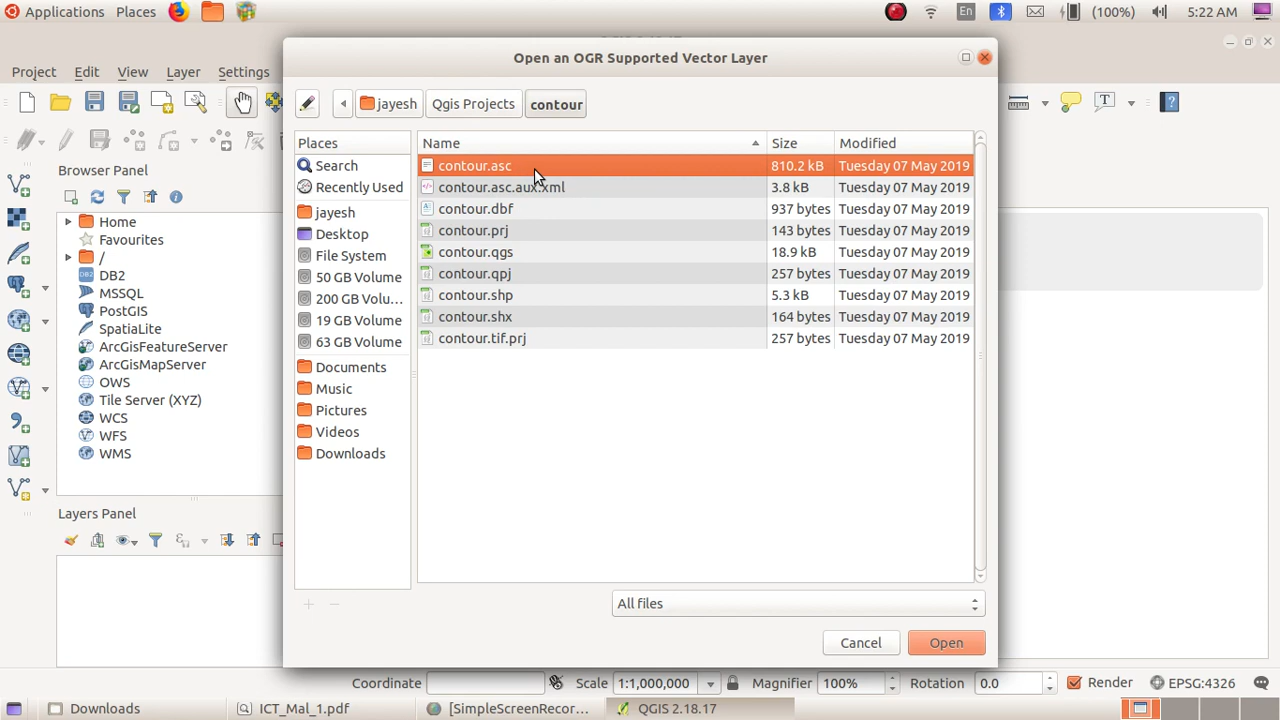 Applications Places En (100%) 5:22 AM
Open an OGR Supported Vector Layer
Project Edit View Layer Settings
jayesh Qgis Projects contour
Places Name Size Modified
Browser Panel
Search contour.asc 810.2 kB Tuesday 07 May 2019
Recently Used contour.asc.aux.xml 3.8 kB Tuesday 07 May 2019
jayesh contour.dbf 937 bytes Tuesday 07 May 2019
Home
Desktop contour.prj 143 bytes Tuesday 07 May 2019
Favourites
File System contour.qgs 18.9 kB Tuesday 07 May 2019
/
50 GB Volume contour.qpj 257 bytes Tuesday 07 May 2019
DB2
200 GB Volu... contour.shp 5.3 kB Tuesday 07 May 2019
MSSQL
19 GB Volume contour.shx 164 bytes Tuesday 07 May 2019
PostGIS
SpatiaLite
63 GB Volume contour.tif.prj 257 bytes Tuesday 07 May 2019
ArcGisFeatureServer
ArcGisMapServer
Documents
OWS
Music
Tile Server (XYZ)
Pictures
WCS
Videos
WFS
Downloads
WMS
Layers Panel
All files
Cancel Open
Coordinate Scale 1:1,000,000 Magnifier 100% Rotation 0.0 Render EPSG:4326
Downloads ICT_Mal_1.pdf [SimpleScreenRecor... QGIS 2.18.17